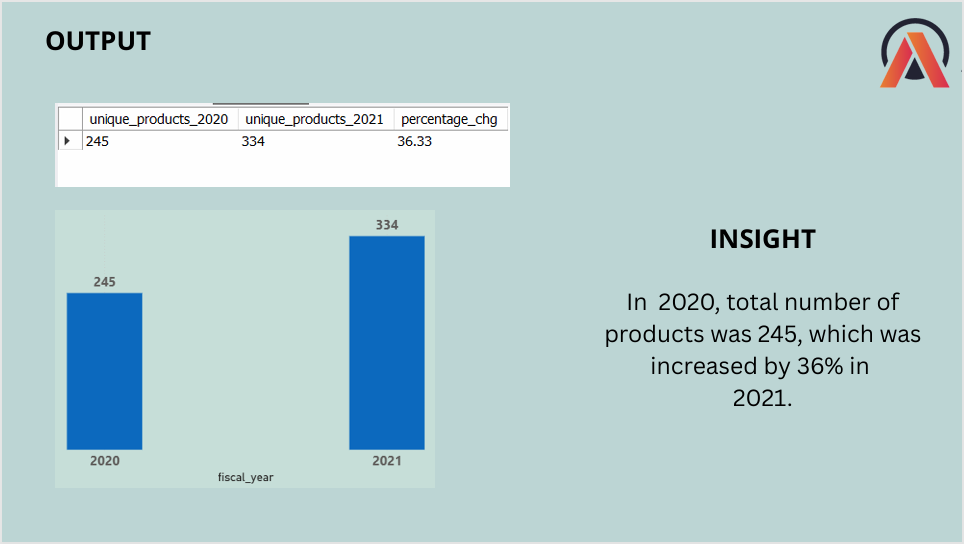 OUTPUT
unique_products_2020 unique_products_2021 percentage_chg
245 334 36.33
334
245
2020 2021
fiscal_year
INSIGHT
In 2020, total number of
products was 245, which was
increased by 36% in
2021.